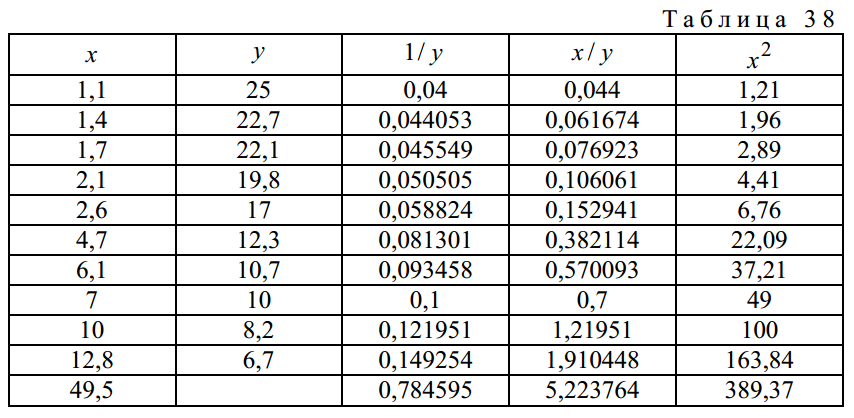 Таблица 38
x y 1/ y x / y x²
1,1 25 0,04 0,044 1,21
1,4 22,7 0,044053 0,061674 1,96
1,7 22,1 0,045549 0,076923 2,89
2,1 19,8 0,050505 0,106061 4,41
2,6 17 0,058824 0,152941 6,76
4,7 12,3 0,081301 0,382114 22,09
6,1 10,7 0,093458 0,570093 37,21
7 10 0,1 0,7 49
10 8,2 0,121951 1,21951 100
12,8 6,7 0,149254 1,910448 163,84
49,5 0,784595 5,223764 389,37